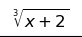 ∛(x + 2)